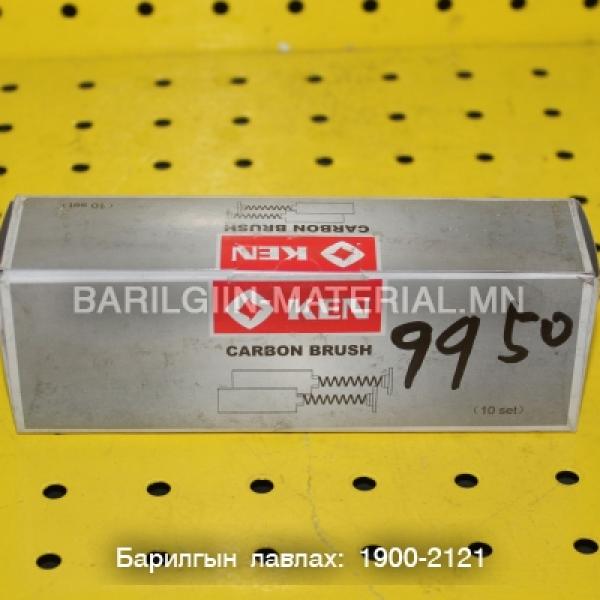 (10 set)
CARBON BRUSH
KEN
BARILGIIN-MATERIAL.MN
KEN
CARBON BRUSH
9950
(10 set)
Барилгын лавлах: 1900-2121